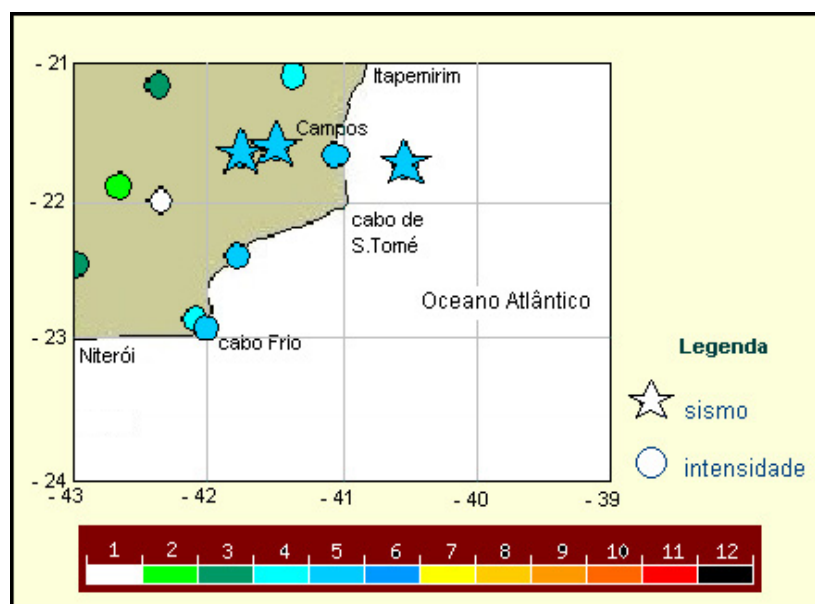 - 21
Itapemirim
Campos
- 22
cabo de
S.Tomé
Oceano Atlântico
- 23
Niterói
cabo Frio
Legenda
sismo
intensidade
- 24
- 43
- 42
- 41
- 40
- 39
1 2 3 4 5 6 7 8 9 10 11 12